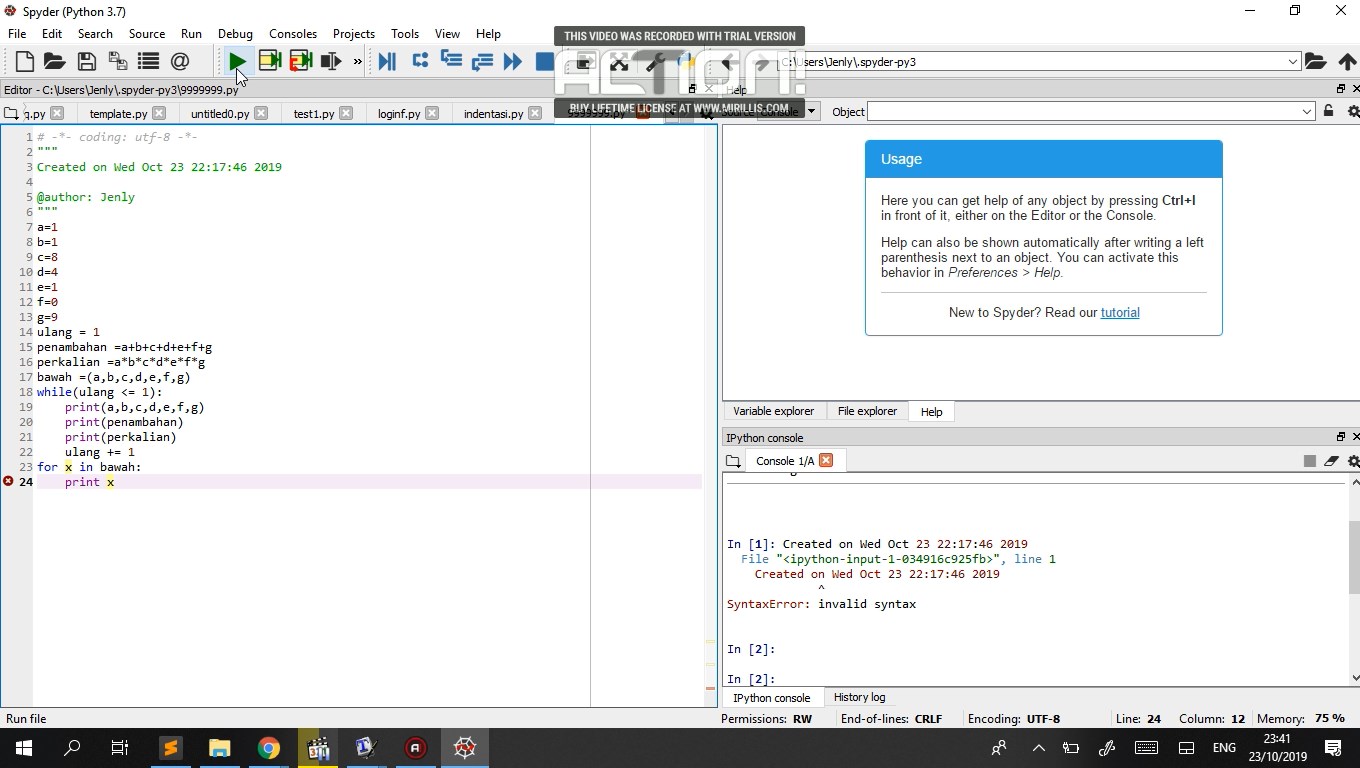 Spyder (Python 3.7)
File Edit Search Source Run Debug Consoles Projects Tools View Help
THIS VIDEO WAS RECORDED WITH TRIAL VERSION
ACTION!
BUY LIFETIME LICENSE AT WWW.MIRILLIS.COM
C:\Users\Jenly\.spyder-py3
Editor - C:\Users\Jenly\.spyder-py3\9999999.py
Help
template.py untitled0.py test1.py loginf.py indentasi.py 9999999.py
Source Console Object
1 # -*- coding: utf-8 -*-
2 """
3 Created on Wed Oct 23 22:17:46 2019
4
5 @author: Jenly
6 """
7 a=1
8 b=1
9 c=8
10 d=4
11 e=1
12 f=0
13 g=9
14 ulang = 1
15 penambahan =a+b+c+d+e+f+g
16 perkalian =a*b*c*d*e*f*g
17 bawah =(a,b,c,d,e,f,g)
18 while(ulang <= 1):
19     print(a,b,c,d,e,f,g)
20     print(penambahan)
21     print(perkalian)
22     ulang += 1
23 for x in bawah:
24     print x
Usage
Here you can get help of any object by pressing Ctrl+I
in front of it, either on the Editor or the Console.
Help can also be shown automatically after writing a left
parenthesis next to an object. You can activate this
behavior in Preferences > Help.
New to Spyder? Read our tutorial
Variable explorer File explorer Help
IPython console
Console 1/A
In [1]: Created on Wed Oct 23 22:17:46 2019
File "<ipython-input-1-034916c925fb>", line 1
Created on Wed Oct 23 22:17:46 2019
^
SyntaxError: invalid syntax
In [2]:
In [2]:
IPython console History log
Run file
Permissions: RW End-of-lines: CRLF Encoding: UTF-8 Line: 24 Column: 12 Memory: 75 %
ENG
23:41
23/10/2019